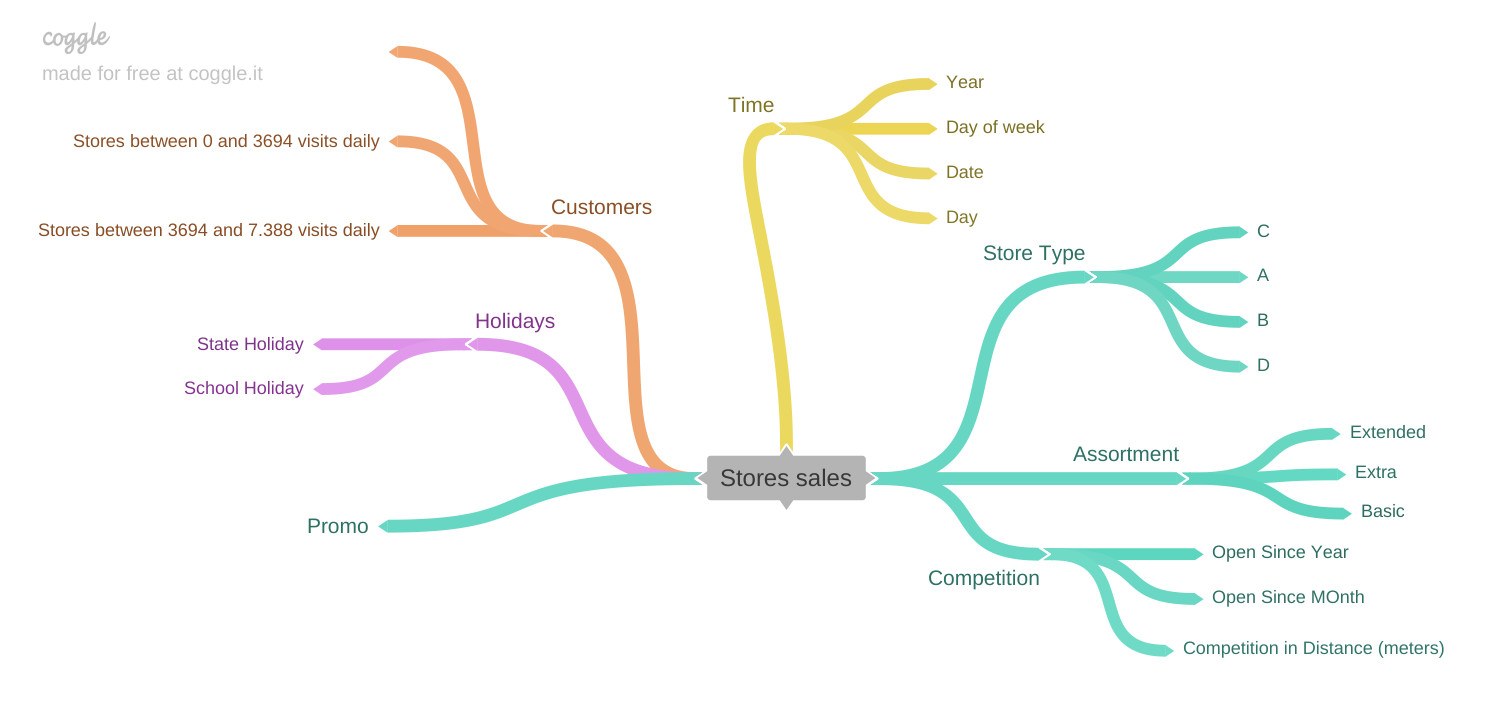 coggle
made for free at coggle.it
Stores between 0 and 3694 visits daily
Stores between 3694 and 7.388 visits daily
Customers
Holidays
State Holiday
School Holiday
Promo
Stores sales
Time
Year
Day of week
Date
Day
Store Type
C
A
B
D
Assortment
Extended
Extra
Basic
Competition
Open Since Year
Open Since MOnth
Competition in Distance (meters)